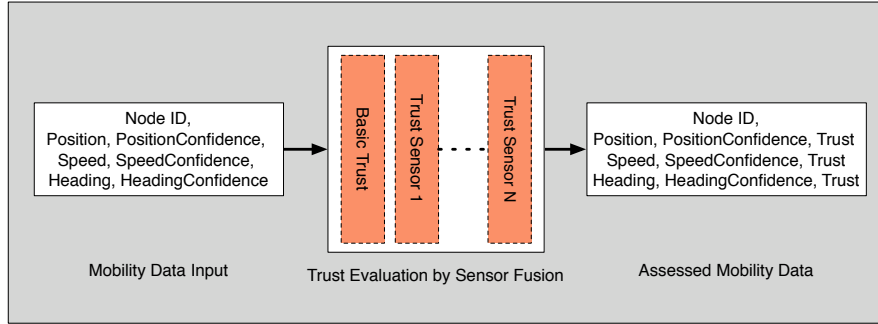 Node ID,
Position, PositionConfidence,
Speed, SpeedConfidence,
Heading, HeadingConfidence
Mobility Data Input
Basic Trust
Trust Sensor 1
Trust Sensor N
Trust Evaluation by Sensor Fusion
Node ID,
Position, PositionConfidence, Trust
Speed, SpeedConfidence, Trust
Heading, HeadingConfidence, Trust
Assessed Mobility Data